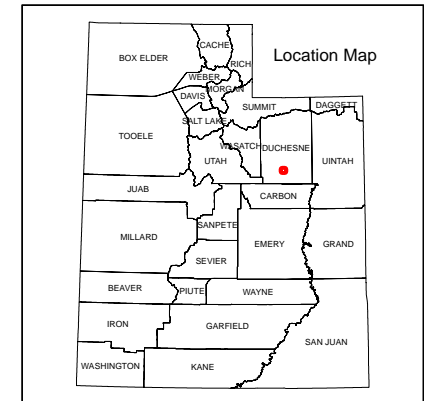 Location Map
CACHE
BOX ELDER
RICH
WEBER
MORGAN
DAVIS
SUMMIT
DAGGETT
SALT LAKE
TOOELE
WASATCH
DUCHESNE
UTAH
UINTAH
JUAB
CARBON
SANPETE
MILLARD
EMERY
GRAND
SEVIER
BEAVER
PIUTE
WAYNE
IRON
GARFIELD
SAN JUAN
WASHINGTON
KANE